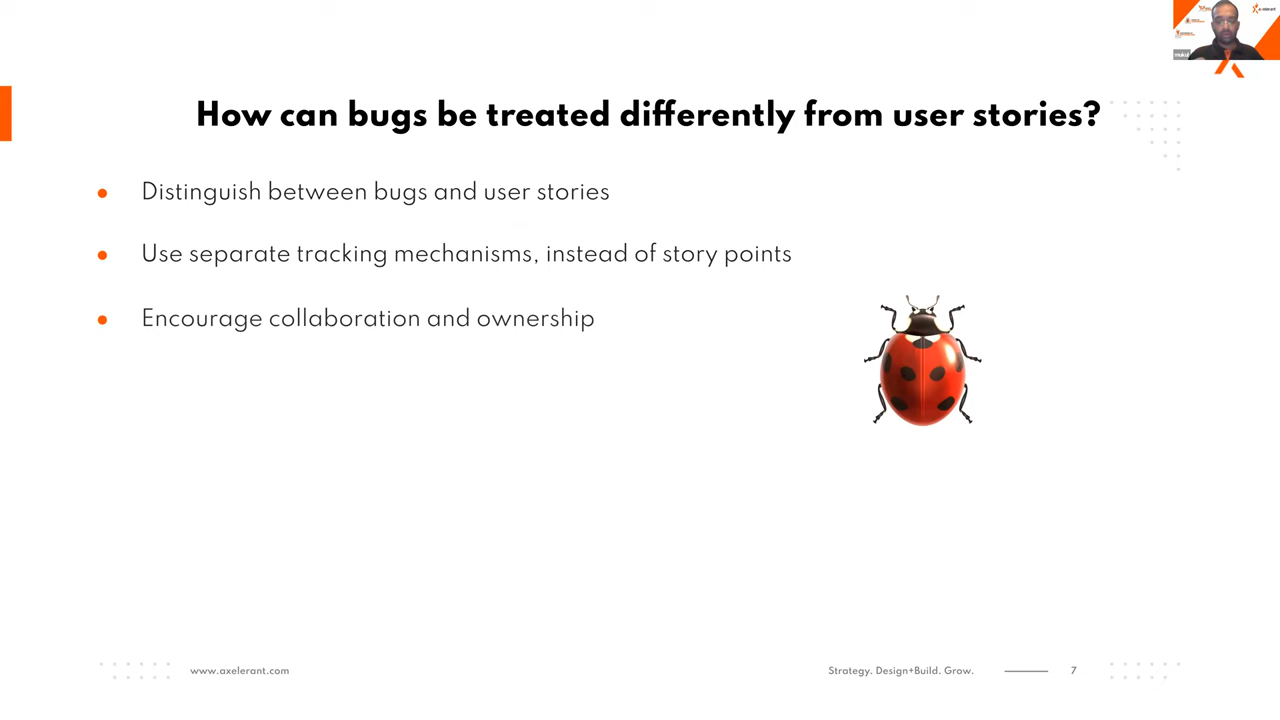 How can bugs be treated differently from user stories?
Distinguish between bugs and user stories
Use separate tracking mechanisms, instead of story points
Encourage collaboration and ownership
www.axelerant.com
Strategy. Design+Build. Grow.
7